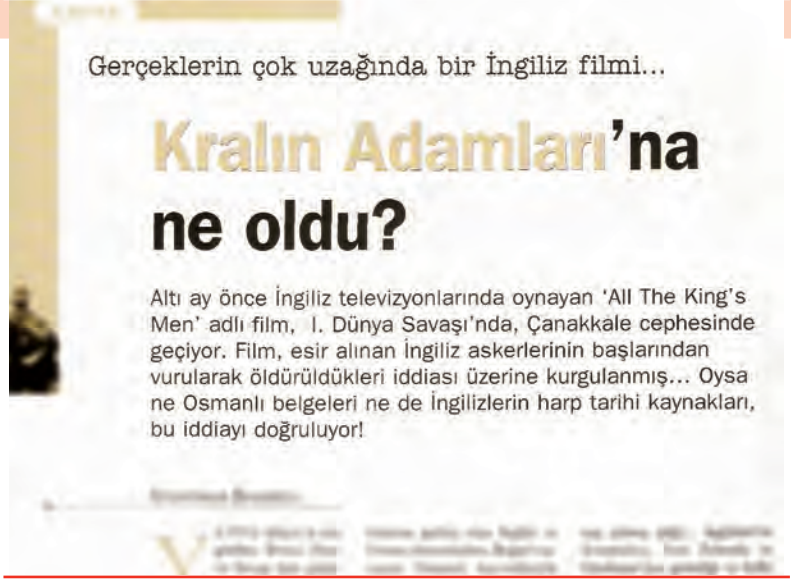 Gerçeklerin çok uzağında bir İngiliz filmi...
Kralın Adamları'na
ne oldu?
Altı ay önce İngiliz televizyonlarında oynayan 'All The King's
Men' adlı film, I. Dünya Savaşı'nda, Çanakkale cephesinde
geçiyor. Film, esir alınan İngiliz askerlerinin başlarından
vurularak öldürüldükleri iddiası üzerine kurgulanmış... Oysa
ne Osmanlı belgeleri ne de İngilizlerin harp tarihi kaynakları,
bu iddiayı doğruluyor!